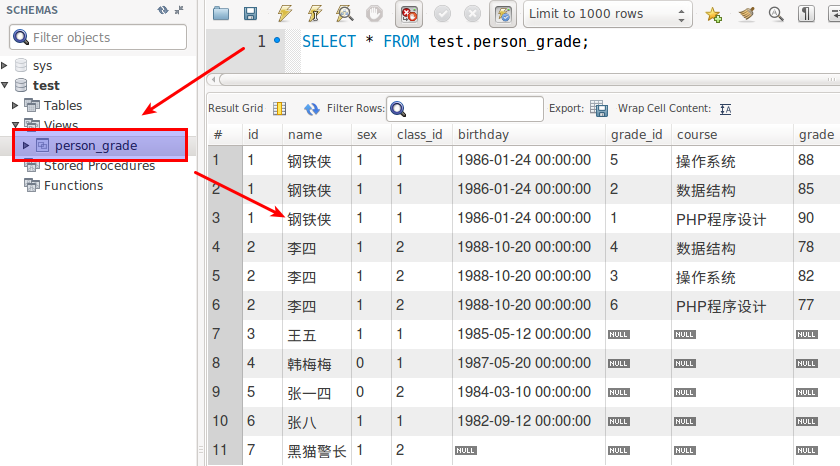 SCHEMAS
Filter objects
sys
test
Tables
Views
person_grade
Stored Procedures
Functions
Limit to 1000 rows
1 SELECT * FROM test.person_grade;
Result Grid Filter Rows: Export: Wrap Cell Content:
# id name sex class_id birthday grade_id course grade
1 1 钢铁侠 1 1 1986-01-24 00:00:00 5 操作系统 88
2 1 钢铁侠 1 1 1986-01-24 00:00:00 2 数据结构 85
3 1 钢铁侠 1 1 1986-01-24 00:00:00 1 PHP程序设计 90
4 2 李四 1 2 1988-10-20 00:00:00 4 数据结构 78
5 2 李四 1 2 1988-10-20 00:00:00 3 操作系统 82
6 2 李四 1 2 1988-10-20 00:00:00 6 PHP程序设计 77
7 3 王五 1 1 1985-05-12 00:00:00 NULL NULL NULL
8 4 韩梅梅 0 1 1987-05-20 00:00:00 NULL NULL NULL
9 5 张一四 0 2 1984-03-10 00:00:00 NULL NULL NULL
10 6 张八 1 1 1982-09-12 00:00:00 NULL NULL NULL
11 7 黑猫警长 1 2 NULL NULL NULL NULL